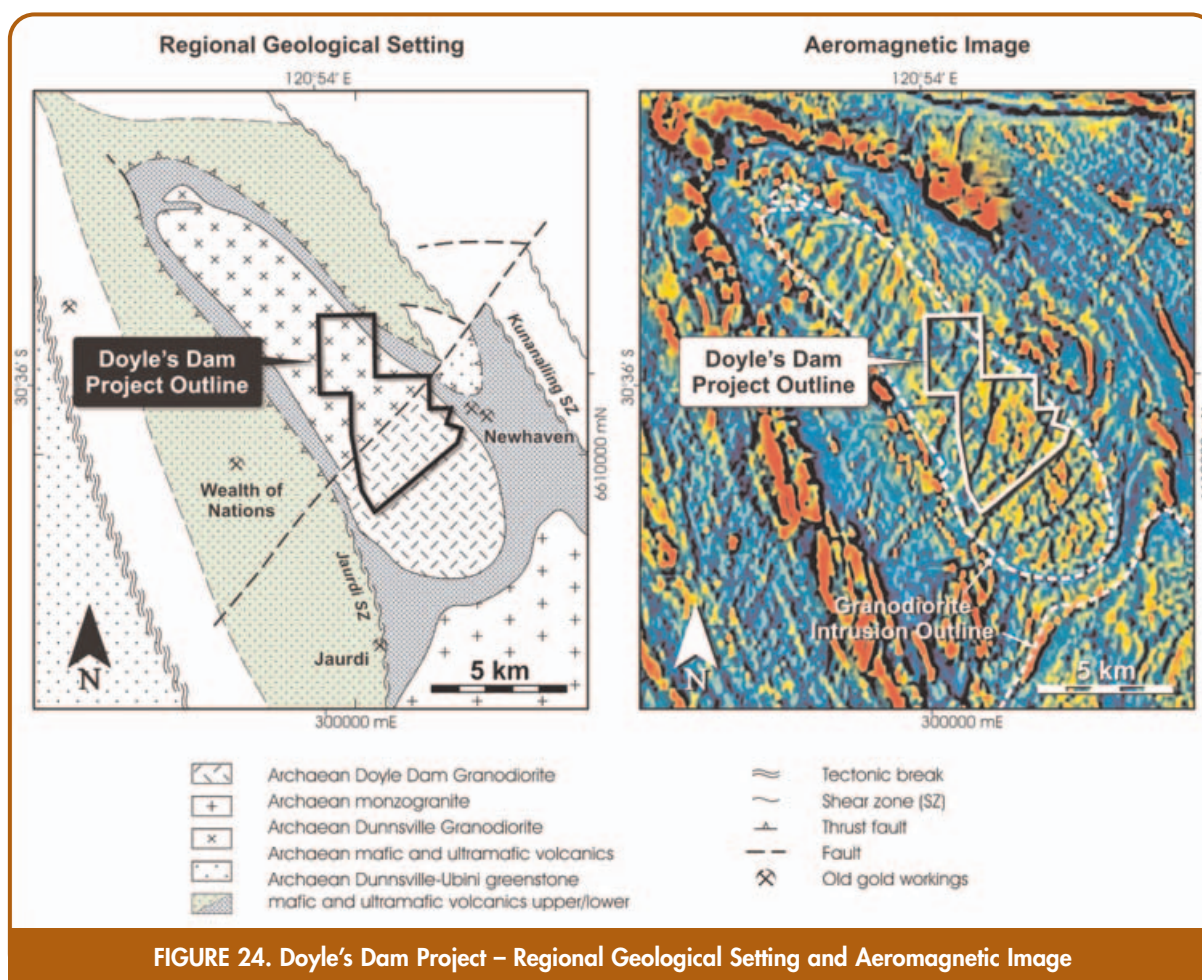 Regional Geological Setting
120°54' E
30°36' S
Doyle's Dam
Project Outline
Kunanalling SZ
Newhaven
6610000 mN
Wealth of
Nations
Jaurdi SZ
Jaurdi
N
5 km
300000 mE
Aeromagnetic Image
120°54' E
30°36' S
Doyle's Dam
Project Outline
Granodiorite
Intrusion Outline
N
5 km
300000 mE
Archaean Doyle Dam Granodiorite
Archaean monzogranite
Archaean Dunnsville Granodiorite
Archaean mafic and ultramafic volcanics
Archaean Dunnsville-Ubini greenstone
mafic and ultramafic volcanics upper/lower
Tectonic break
Shear zone (SZ)
Thrust fault
Fault
Old gold workings
FIGURE 24. Doyle's Dam Project – Regional Geological Setting and Aeromagnetic Image